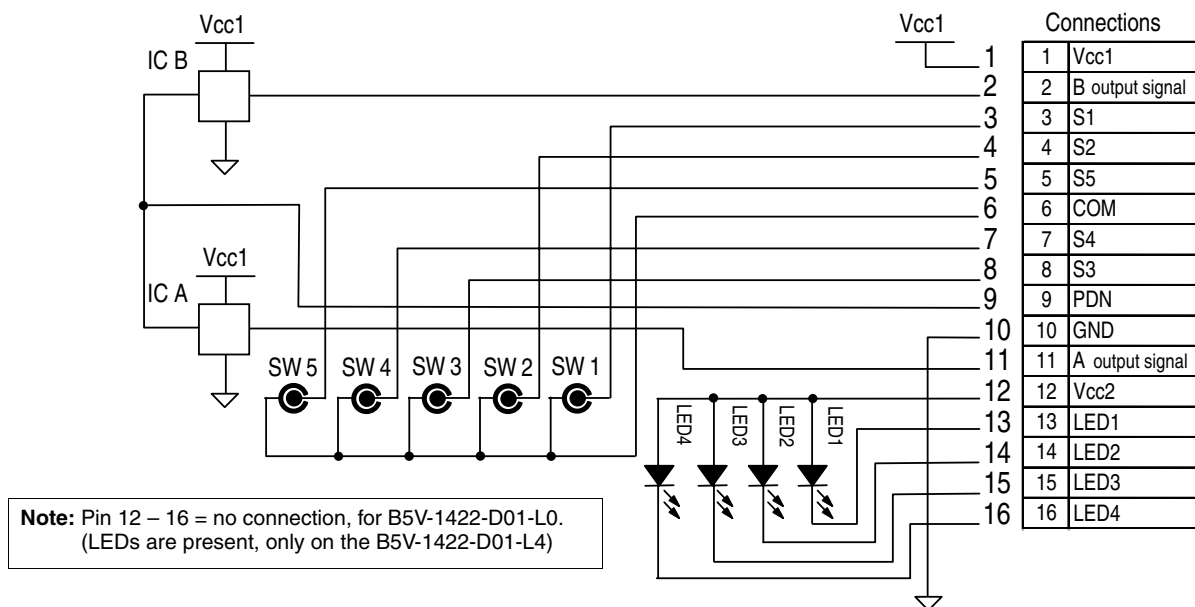 Vcc1
IC B
Vcc1
IC A
SW 5 SW 4 SW 3 SW 2 SW 1
Vcc1
1
2
3
4
5
6
7
8
9
10
11
12
13
14
15
16
LED4
LED3
LED2
LED1
Connections
1 Vcc1
2 B output signal
3 S1
4 S2
5 S5
6 COM
7 S4
8 S3
9 PDN
10 GND
11 A output signal
12 Vcc2
13 LED1
14 LED2
15 LED3
16 LED4
Note: Pin 12 – 16 = no connection, for B5V-1422-D01-L0.
(LEDs are present, only on the B5V-1422-D01-L4)